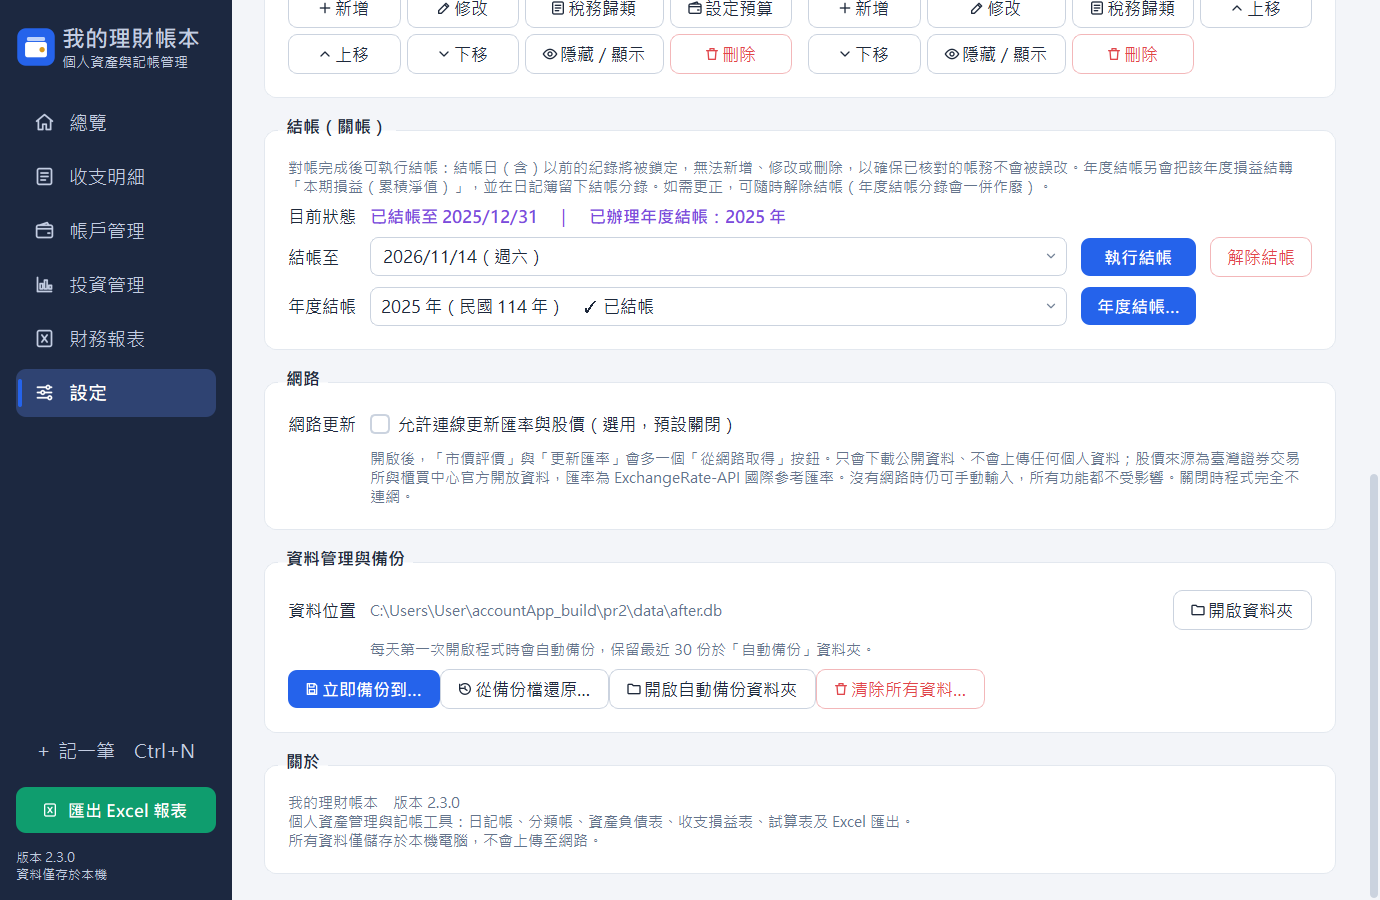 我的理財帳本
個人資產與記帳管理
總覽
收支明細
帳戶管理
投資管理
財務報表
設定
+ 記一筆 Ctrl+N
匯出 Excel 報表
版本 2.3.0
資料僅存於本機
新增 修改 稅務歸類 設定預算 新增 修改 稅務歸類 上移
上移 下移 隱藏 / 顯示 刪除 下移 隱藏 / 顯示 刪除
結帳（關帳）
對帳完成後可執行結帳：結帳日（含）以前的紀錄將被鎖定，無法新增、修改或刪除，以確保已核對的帳務不會被誤改。年度結帳另會把該年度損益結轉
「本期損益（累積淨值）」，並在日記簿留下結帳分錄。如需更正，可隨時解除結帳（年度結帳分錄會一併作廢）。
目前狀態 已結帳至 2025/12/31 | 已辦理年度結帳：2025 年
結帳至 2026/11/14（週六） 執行結帳 解除結帳
年度結帳 2025 年（民國 114 年） ✓ 已結帳 年度結帳...
網路
網路更新 允許連線更新匯率與股價（選用，預設關閉）
開啟後，「市價評價」與「更新匯率」會多一個「從網路取得」按鈕。只會下載公開資料、不會上傳任何個人資料；股價來源為臺灣證券交易
所與櫃買中心官方開放資料，匯率為 ExchangeRate-API 國際參考匯率。沒有網路時仍可手動輸入，所有功能都不受影響。關閉時程式完全不
連網。
資料管理與備份
資料位置 C:\Users\User\accountApp_build\pr2\data\after.db 開啟資料夾
每天第一次開啟程式時會自動備份，保留最近 30 份於「自動備份」資料夾。
立即備份到... 從備份檔還原... 開啟自動備份資料夾 清除所有資料...
關於
我的理財帳本 版本 2.3.0
個人資產管理與記帳工具：日記帳、分類帳、資產負債表、收支損益表、試算表及 Excel 匯出。
所有資料僅儲存於本機電腦，不會上傳至網路。